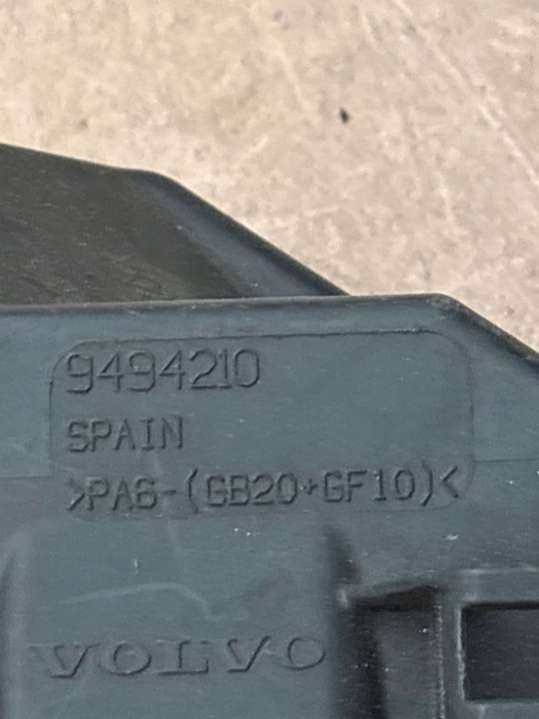 9494210
SPAIN
>PA6-(GB20+GF10)<
VOLVO